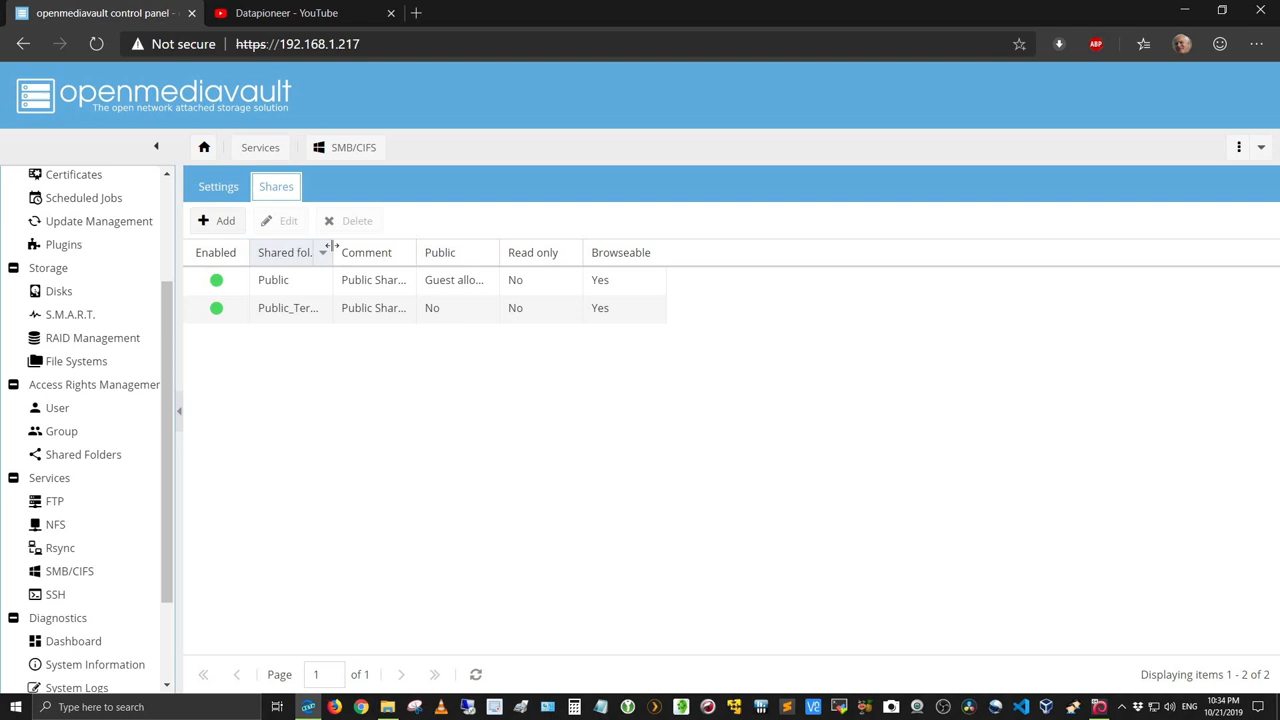 openmediavault control panel -
Datapioneer - YouTube
Not secure
https://192.168.1.217
ABP
openmediavault
The open network attached storage solution
Services
SMB/CIFS
Certificates
Scheduled Jobs
Update Management
Plugins
Storage
Disks
S.M.A.R.T.
RAID Management
File Systems
Access Rights Managemer
User
Group
Shared Folders
Services
FTP
NFS
Rsync
SMB/CIFS
SSH
Diagnostics
Dashboard
System Information
System Logs
Settings
Shares
Add
Edit
Delete
Enabled
Shared fol.
Comment
Public
Read only
Browseable
Public
Public Shar...
Guest allo...
No
Yes
Public_Ter...
Public Shar...
No
No
Yes
Page
1
of 1
Displaying items 1 - 2 of 2
Type here to search
ENG
10:34 PM
10/21/2019